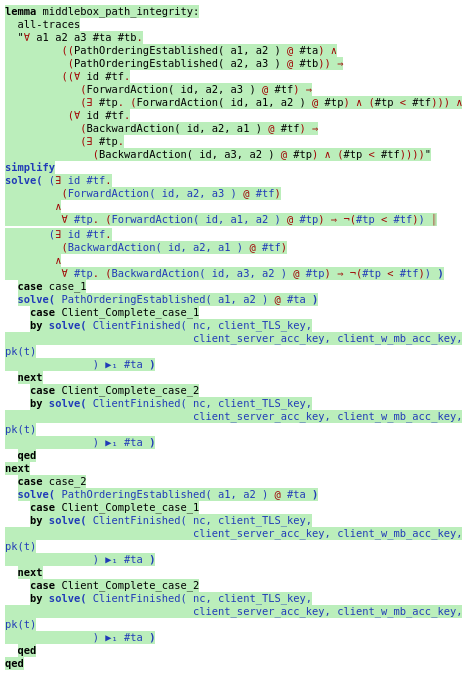 lemma middlebox_path_integrity:
all-traces
"∀ a1 a2 a3 #ta #tb.
((PathOrderingEstablished( a1, a2 ) @ #ta) ∧
(PathOrderingEstablished( a2, a3 ) @ #tb)) ⇒
((∀ id #tf.
(ForwardAction( id, a2, a3 ) @ #tf) ⇒
(∃ #tp. (ForwardAction( id, a1, a2 ) @ #tp) ∧ (#tp < #tf))) ∧
(∀ id #tf.
(BackwardAction( id, a2, a1 ) @ #tf) ⇒
(∃ #tp.
(BackwardAction( id, a3, a2 ) @ #tp) ∧ (#tp < #tf))))"
simplify
solve( (∃ id #tf.
(ForwardAction( id, a2, a3 ) @ #tf)
∧
∀ #tp. (ForwardAction( id, a1, a2 ) @ #tp) ⇒ ¬(#tp < #tf)) ∥
(∃ id #tf.
(BackwardAction( id, a2, a1 ) @ #tf)
∧
∀ #tp. (BackwardAction( id, a3, a2 ) @ #tp) ⇒ ¬(#tp < #tf)) )
case case_1
solve( PathOrderingEstablished( a1, a2 ) @ #ta )
case Client_Complete_case_1
by solve( ClientFinished( nc, client_TLS_key,
client_server_acc_key, client_w_mb_acc_key,
pk(t)
) ▶₁ #ta )
next
case Client_Complete_case_2
by solve( ClientFinished( nc, client_TLS_key,
client_server_acc_key, client_w_mb_acc_key,
pk(t)
) ▶₁ #ta )
qed
next
case case_2
solve( PathOrderingEstablished( a1, a2 ) @ #ta )
case Client_Complete_case_1
by solve( ClientFinished( nc, client_TLS_key,
client_server_acc_key, client_w_mb_acc_key,
pk(t)
) ▶₁ #ta )
next
case Client_Complete_case_2
by solve( ClientFinished( nc, client_TLS_key,
client_server_acc_key, client_w_mb_acc_key,
pk(t)
) ▶₁ #ta )
qed
qed